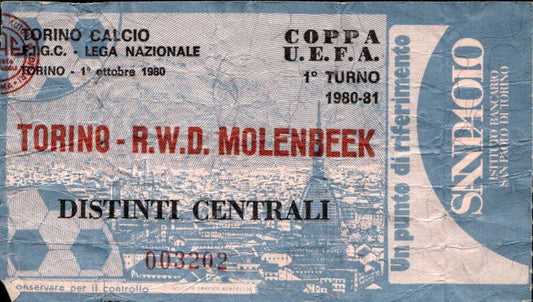 TORINO CALCIO
F.I.G.C. - LEGA NAZIONALE
TORINO - 1° ottobre 1980
COPPA
U.E.F.A.
1° TURNO
1980-81
TORINO - R.W.D. MOLENBEEK
DISTINTI CENTRALI
003202
conservare per il controllo
Un punto di riferimento
SANPAOLO
ISTITUTO BANCARIO
SAN PAOLO DI TORINO